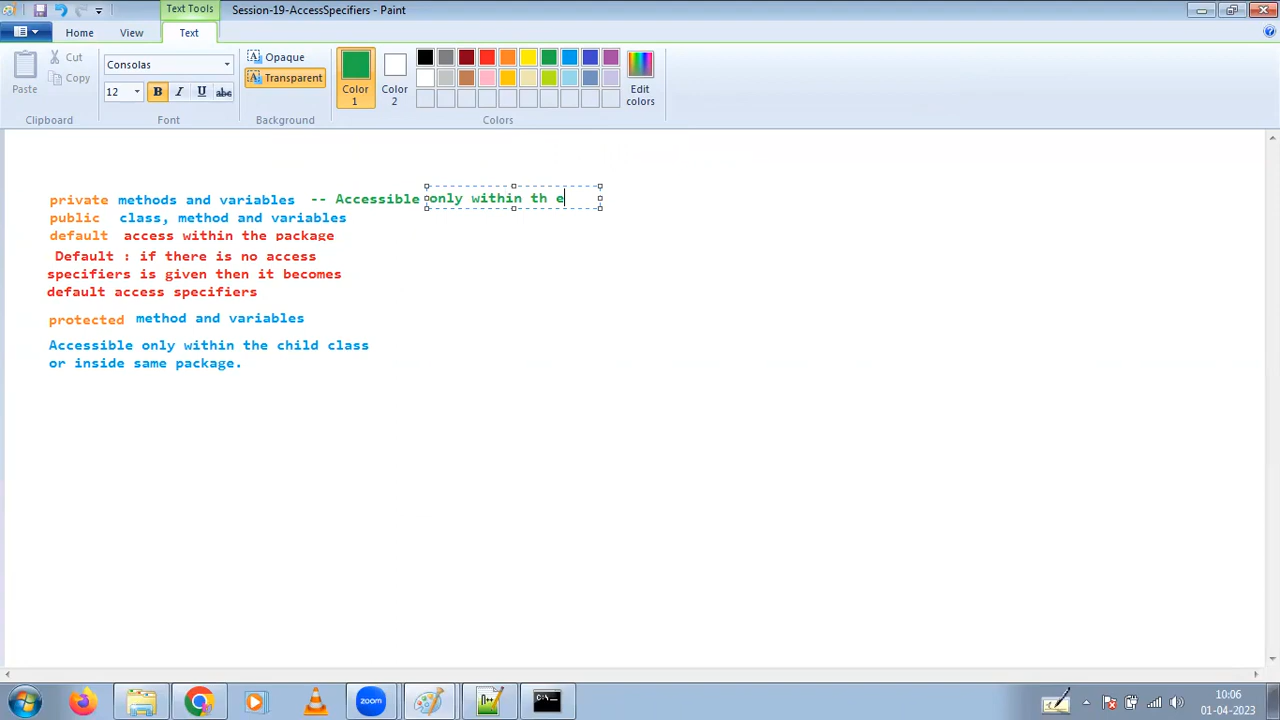 Text Tools
Session-19-AccessSpecifiers - Paint
Home
View
Text
Paste
Cut
Copy
Clipboard
Consolas
12
B
I
U
abc
Font
Opaque
Transparent
Background
Color
1
Color
2
Edit
colors
Colors
private methods and variables -- Accessible only within th e
public class, method and variables
default access within the package
Default : if there is no access
specifiers is given then it becomes
default access specifiers
protected method and variables
Accessible only within the child class
or inside same package.
zoom
10:06
01-04-2023